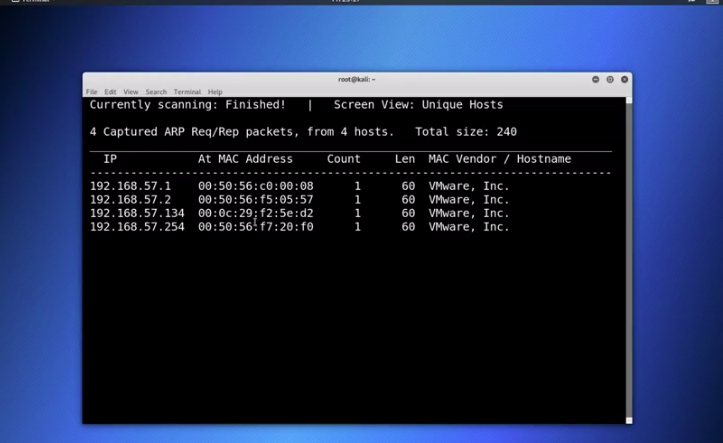 Terminal
root@kali: ~
File Edit View Search Terminal Help
Currently scanning: Finished! | Screen View: Unique Hosts
4 Captured ARP Req/Rep packets, from 4 hosts. Total size: 240
IP At MAC Address Count Len MAC Vendor / Hostname
-----------------------------------------------------------------------------
192.168.57.1 00:50:56:c0:00:08 1 60 VMware, Inc.
192.168.57.2 00:50:56:f5:05:57 1 60 VMware, Inc.
192.168.57.134 00:0c:29:f2:5e:d2 1 60 VMware, Inc.
192.168.57.254 00:50:56:f7:20:f0 1 60 VMware, Inc.